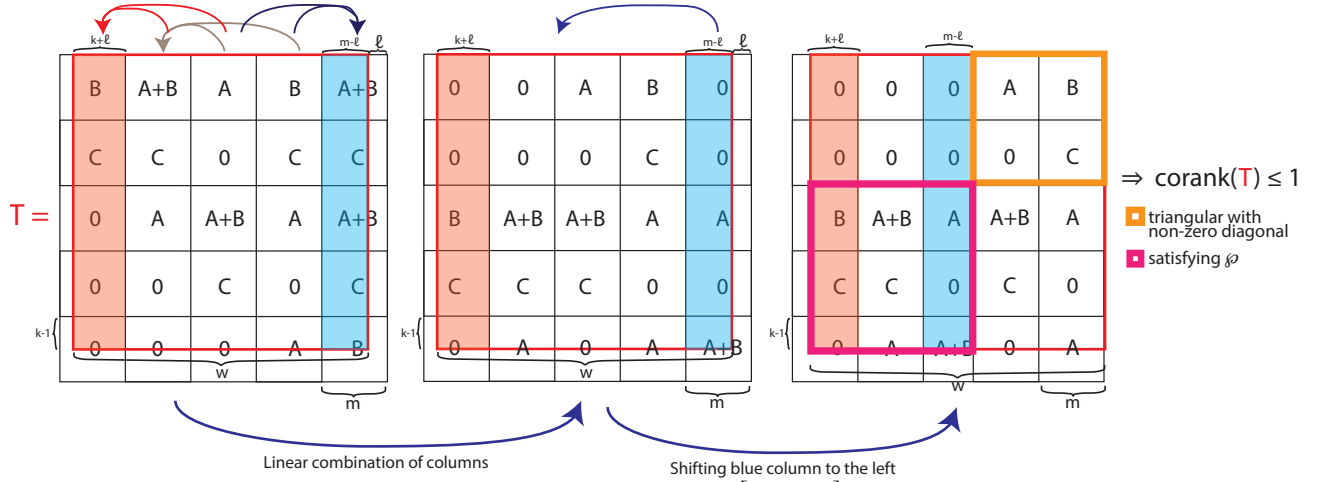 k+ℓ m-ℓ ℓ k+ℓ m-ℓ ℓ k+ℓ m-ℓ
B A+B A B A+B 0 0 A B 0 0 0 0 A B
C C 0 C C 0 0 0 C 0 0 0 0 0 C
⇒ corank(T) ≤ 1
T = 0 A A+B A A+B B A+B A+B A A B A+B A A+B A
triangular with
non-zero diagonal
satisfying ℘
0 0 C 0 C C C C 0 0 C C 0 C 0
k-1 0 0 0 A B k-1 0 A 0 A A+B k-1 0 A A+B 0 A
w w w
m m m
Linear combination of columns
Shifting blue column to the left